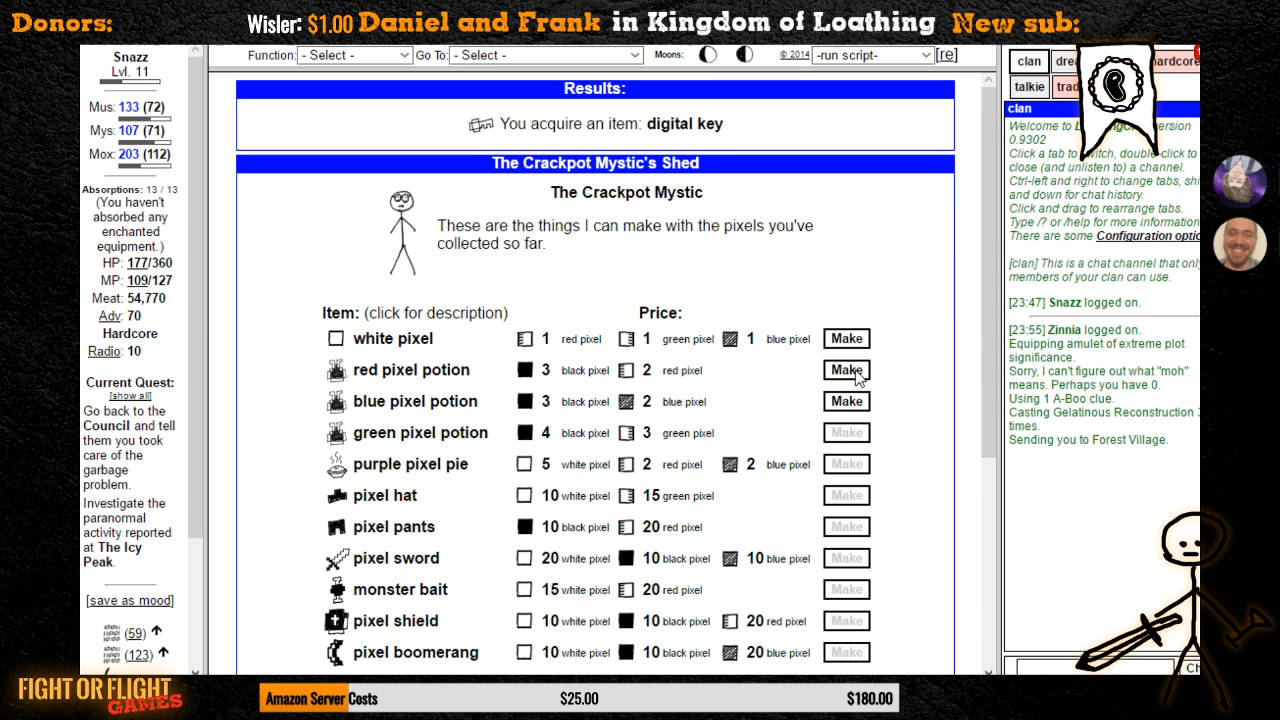 Donors:
Wisler: $1.00 Daniel and Frank in Kingdom of Loathing New sub:
Function: - Select - Go To: - Select - Moons: © 2014 -run script- [re]
Snazz
Lvl. 11
Mus: 133 (72)
Mys: 107 (71)
Mox: 203 (112)
Absorptions: 13 / 13
(You haven't
absorbed any
enchanted
equipment.)
HP: 177/360
MP: 109/127
Meat: 54,770
Adv: 70
Hardcore
Radio: 10
Current Quest:
[show all]
Go back to the
Council and tell
them you took
care of the
garbage
problem.
Investigate the
paranormal
activity reported
at The Icy
Peak.
[save as mood]
(59)
(123)
Results:
You acquire an item: digital key
The Crackpot Mystic's Shed
The Crackpot Mystic
These are the things I can make with the pixels you've
collected so far.
Item: (click for description) Price:
white pixel 1 red pixel 1 green pixel 1 blue pixel Make
red pixel potion 3 black pixel 2 red pixel Make
blue pixel potion 3 black pixel 2 blue pixel Make
green pixel potion 4 black pixel 3 green pixel Make
purple pixel pie 5 white pixel 2 red pixel 2 blue pixel Make
pixel hat 10 white pixel 15 green pixel Make
pixel pants 10 black pixel 20 red pixel Make
pixel sword 20 white pixel 10 black pixel 10 blue pixel Make
monster bait 15 white pixel 20 red pixel Make
pixel shield 10 white pixel 10 black pixel 20 red pixel Make
pixel boomerang 10 white pixel 10 black pixel 20 blue pixel Make
clan hardcore
talkie
clan
Welcome to version
0.9302
Click a tab to switch, double-click to
close (and unlisten to) a channel.
Ctrl-left and right to change tabs,
and down for chat history.
Click and drag to rearrange tabs.
Type /? or /help for more information
There are some Configuration
[clan] This is a chat channel that only
members of your clan can use.
[23:47] Snazz logged on.
[23:55] Zinnia logged on.
Equipping amulet of extreme plot
significance.
Sorry, I can't figure out what "moh"
means. Perhaps you have 0.
Using 1 A-Boo clue.
Casting Gelatinous Reconstruction 3
times.
Sending you to Forest Village.
Ch
FIGHT OR FLIGHT
GAMES
Amazon Server Costs $25.00 $180.00